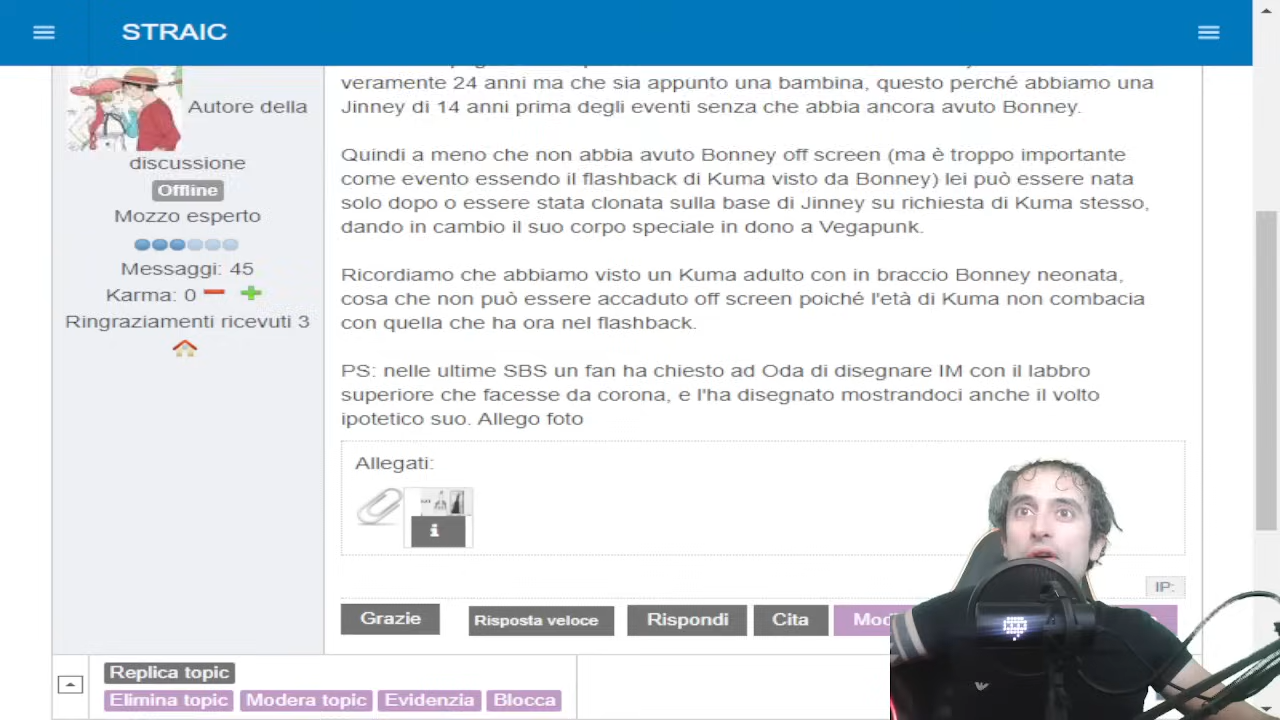 STRAIC
Autore della
discussione
Offline
Mozzo esperto
Messaggi: 45
Karma: 0
Ringraziamenti ricevuti 3
veramente 24 anni ma che sia appunto una bambina, questo perché abbiamo una
Jinney di 14 anni prima degli eventi senza che abbia ancora avuto Bonney.
Quindi a meno che non abbia avuto Bonney off screen (ma è troppo importante
come evento essendo il flashback di Kuma visto da Bonney) lei può essere nata
solo dopo o essere stata clonata sulla base di Jinney su richiesta di Kuma stesso,
dando in cambio il suo corpo speciale in dono a Vegapunk.
Ricordiamo che abbiamo visto un Kuma adulto con in braccio Bonney neonata,
cosa che non può essere accaduto off screen poiché l'età di Kuma non combacia
con quella che ha ora nel flashback.
PS: nelle ultime SBS un fan ha chiesto ad Oda di disegnare IM con il labbro
superiore che facesse da corona, e l'ha disegnato mostrandoci anche il volto
ipotetico suo. Allego foto
Allegati:
i
IP:
Grazie
Risposta veloce
Rispondi
Cita
Replica topic
Elimina topic
Modera topic
Evidenzia
Blocca